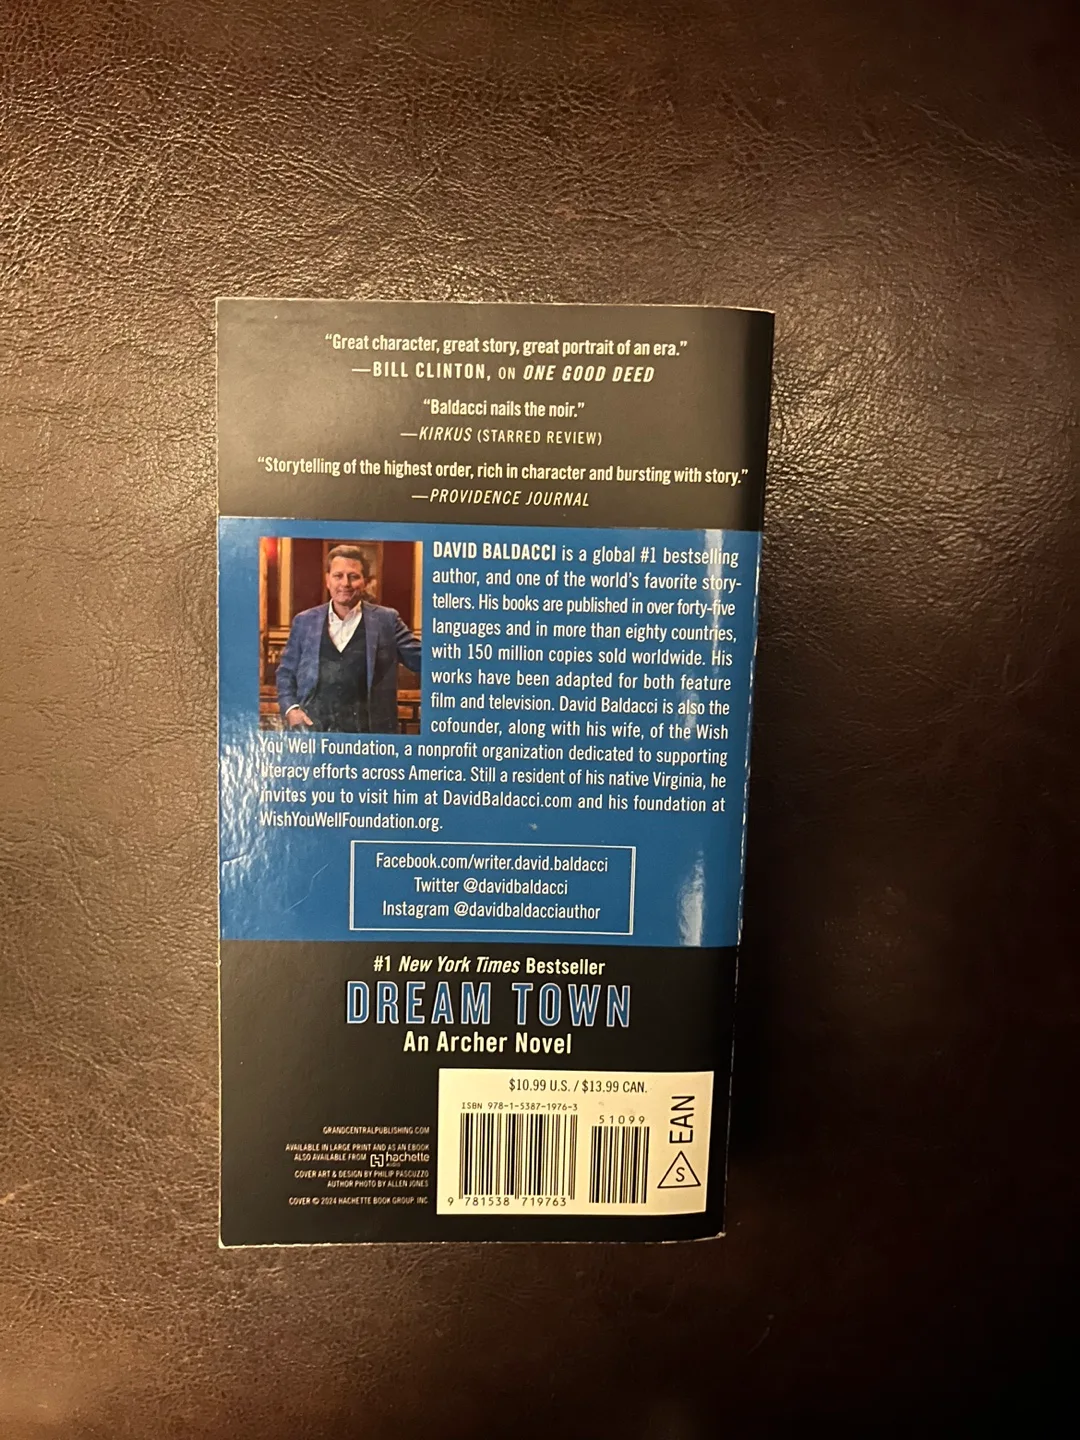 “Great character, great story, great portrait of an era.”
—BILL CLINTON, ON ONE GOOD DEED
“Baldacci nails the noir.”
—KIRKUS (STARRED REVIEW)
“Storytelling of the highest order, rich in character and bursting with story.”
—PROVIDENCE JOURNAL
DAVID BALDACCI is a global #1 bestselling
author, and one of the world’s favorite story-
tellers. His books are published in over forty-five
languages and in more than eighty countries,
with 150 million copies sold worldwide. His
works have been adapted for both feature
film and television. David Baldacci is also the
cofounder, along with his wife, of the Wish
You Well Foundation, a nonprofit organization dedicated to supporting
literacy efforts across America. Still a resident of his native Virginia, he
invites you to visit him at DavidBaldacci.com and his foundation at
WishYouWellFoundation.org.
Facebook.com/writer.david.baldacci
Twitter @davidbaldacci
Instagram @davidbaldacciauthor
#1 New York Times Bestseller
DREAM TOWN
An Archer Novel
$10.99 U.S. / $13.99 CAN.
ISBN 978-1-5387-1976-3
51099
EAN
S
9 781538 719763
GRANDCENTRALPUBLISHING.COM
AVAILABLE IN LARGE PRINT AND AS AN EBOOK
ALSO AVAILABLE FROM hachette audio
COVER ART & DESIGN BY PHILIP PASCUZZO
AUTHOR PHOTO BY ALLEN JONES
COVER © 2024 HACHETTE BOOK GROUP, INC.